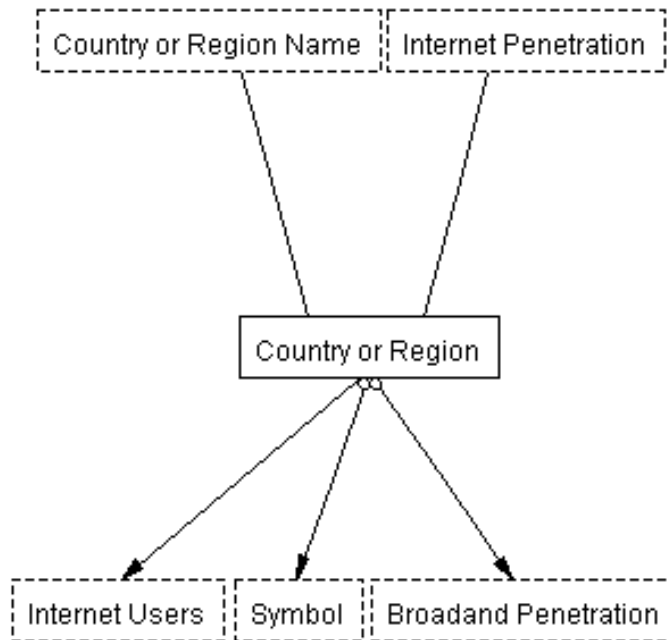 Country or Region Name
Internet Penetration
Country or Region
Internet Users
Symbol
Broadand Penetration